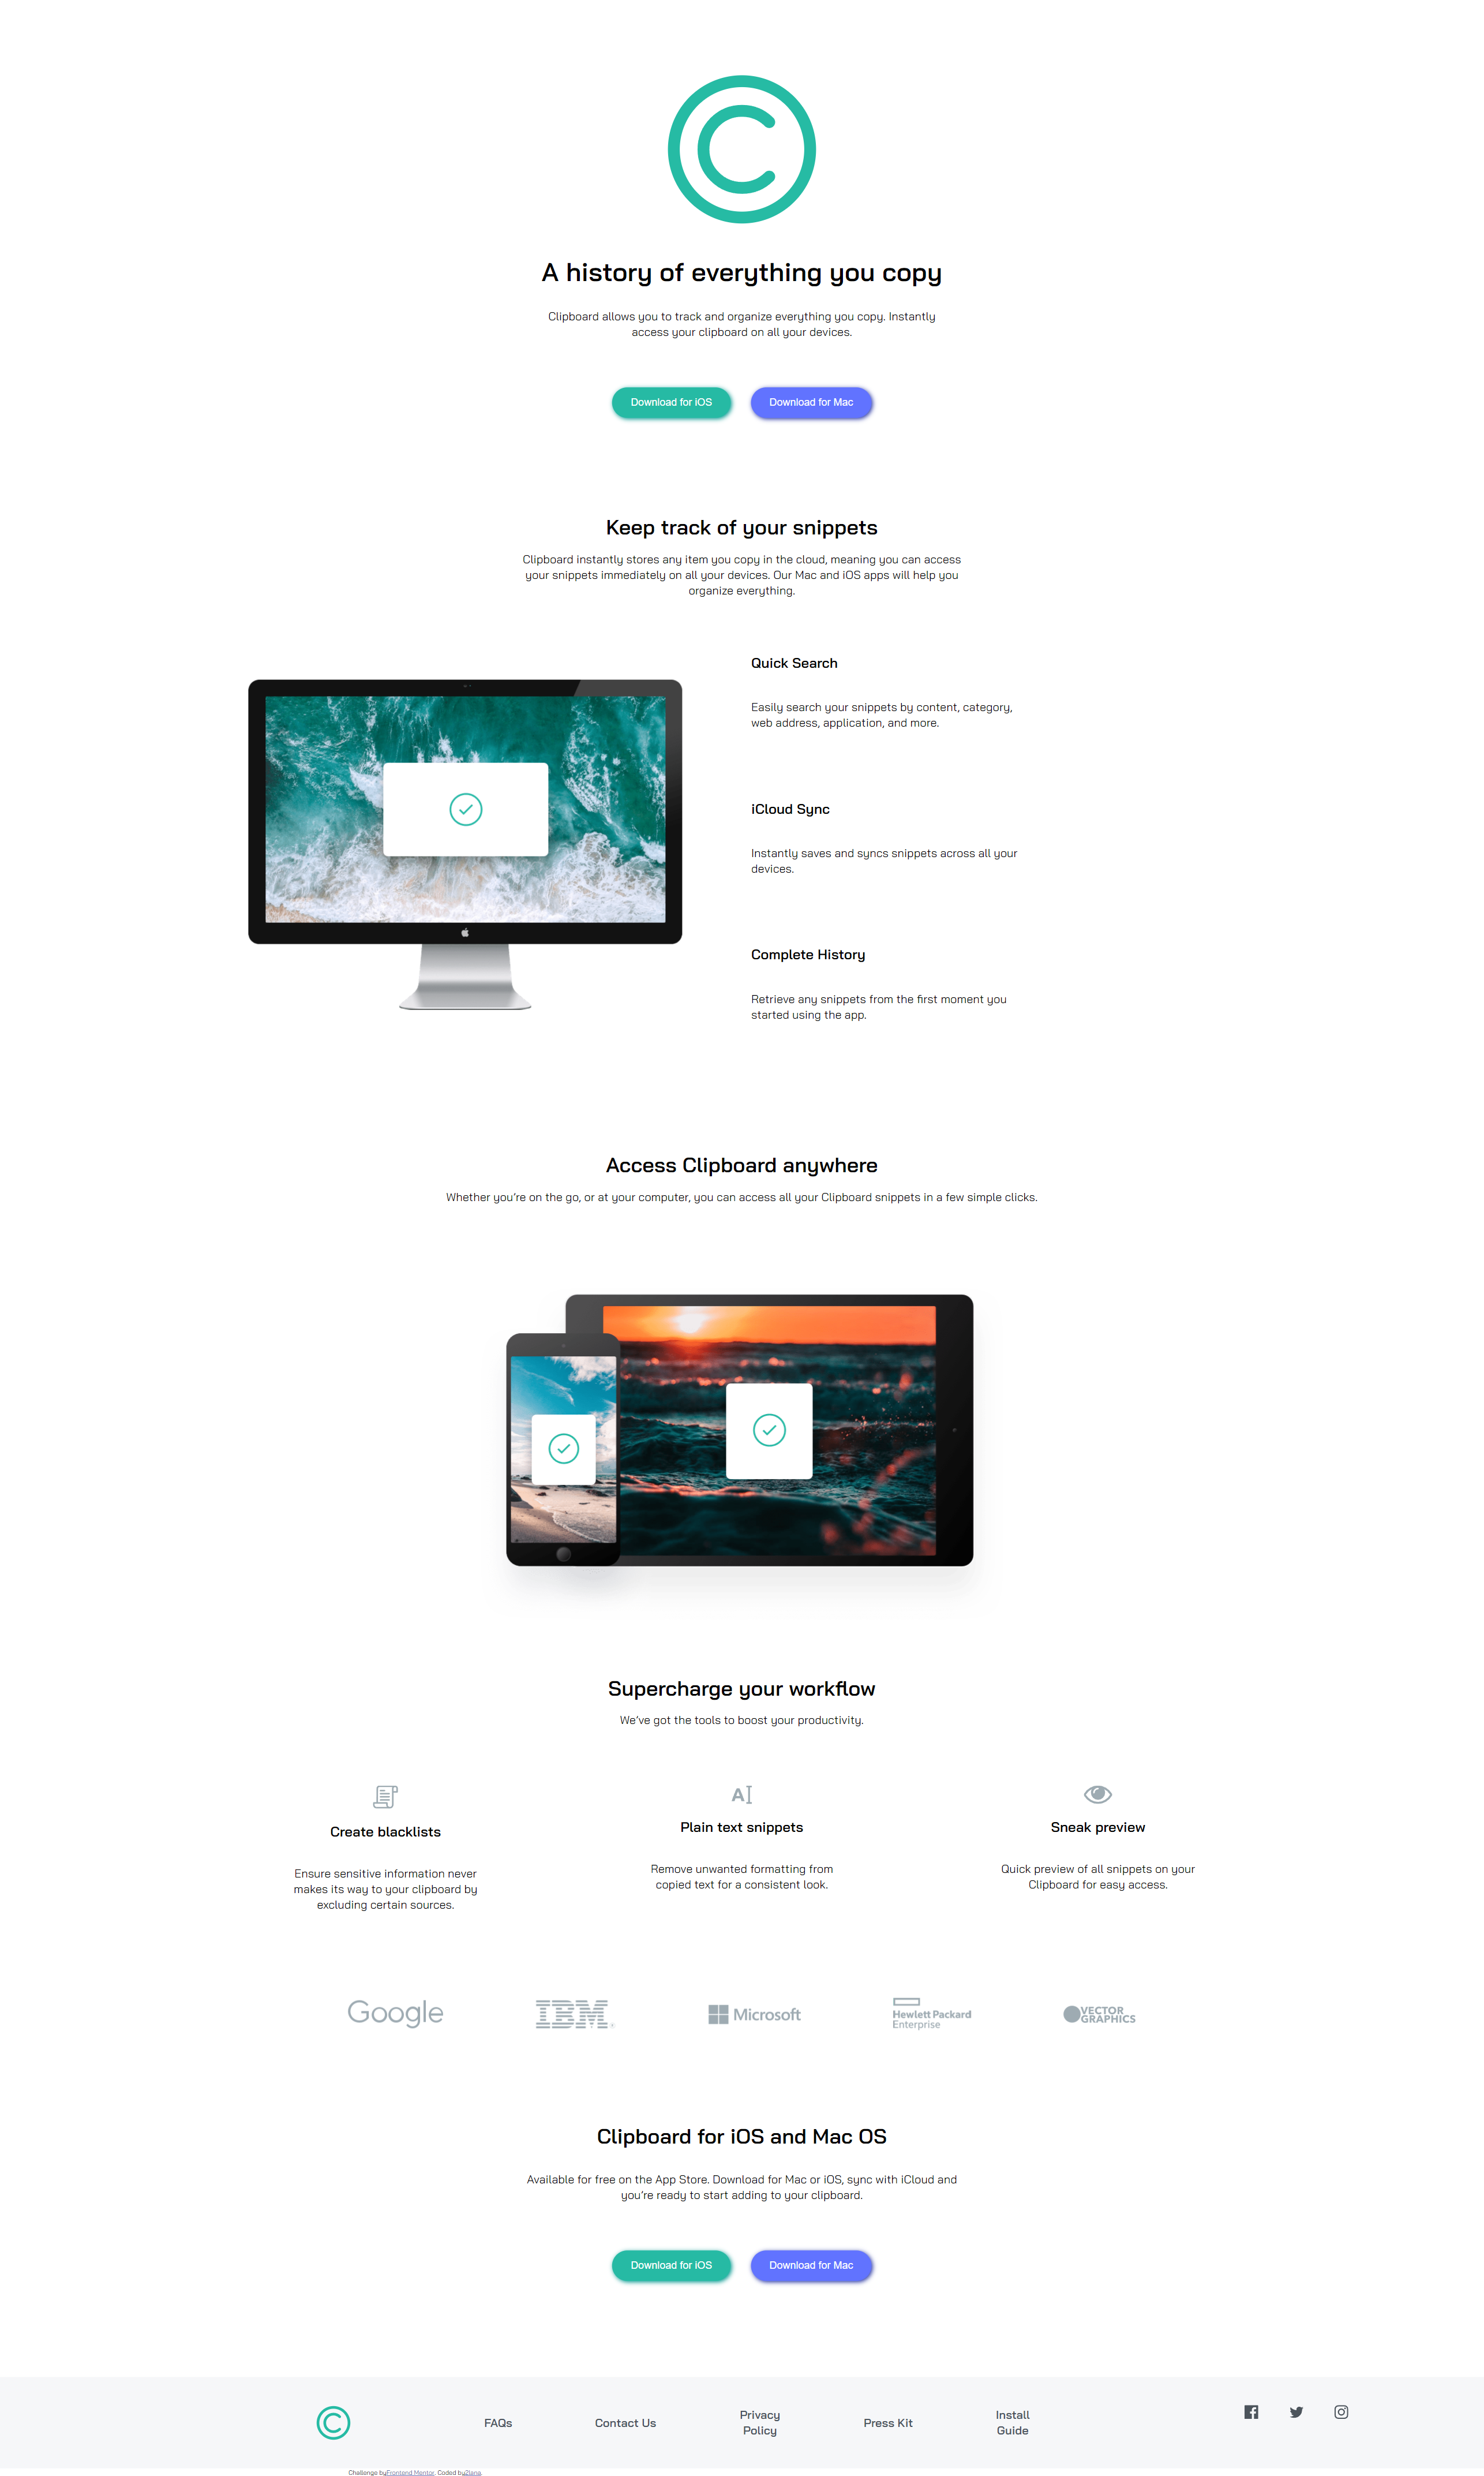 A history of everything you copy
Clipboard allows you to track and organize everything you copy. Instantly
access your clipboard on all your devices.
Download for iOS
Download for Mac
Keep track of your snippets
Clipboard instantly stores any item you copy in the cloud, meaning you can access
your snippets immediately on all your devices. Our Mac and iOS apps will help you
organize everything.
Quick Search
Easily search your snippets by content, category,
web address, application, and more.
iCloud Sync
Instantly saves and syncs snippets across all your
devices.
Complete History
Retrieve any snippets from the first moment you
started using the app.
Access Clipboard anywhere
Whether you're on the go, or at your computer, you can access all your Clipboard snippets in a few simple clicks.
Supercharge your workflow
We've got the tools to boost your productivity.
Create blacklists
Ensure sensitive information never
makes its way to your clipboard by
excluding certain sources.
Plain text snippets
Remove unwanted formatting from
copied text for a consistent look.
Sneak preview
Quick preview of all snippets on your
Clipboard for easy access.
Google
IBM
Microsoft
Hewlett Packard
Enterprise
VECTOR
GRAPHICS
Clipboard for iOS and Mac OS
Available for free on the App Store. Download for Mac or iOS, sync with iCloud and
you're ready to start adding to your clipboard.
Download for iOS
Download for Mac
FAQs
Contact Us
Privacy
Policy
Press Kit
Install
Guide
Challenge byFrontend Mentor. Coded byZlana.